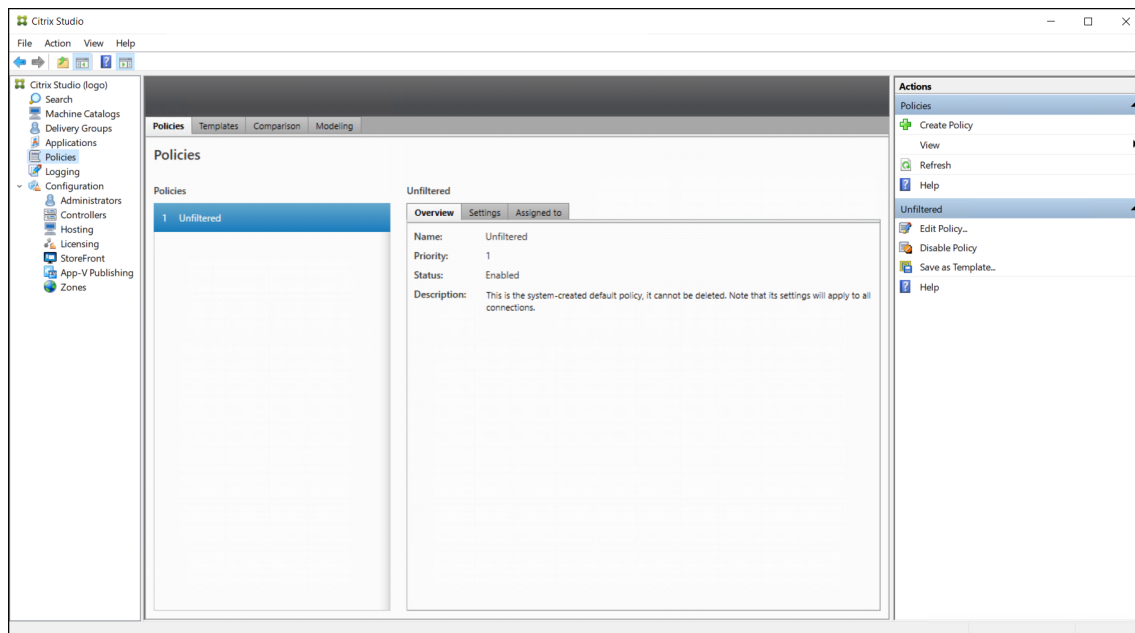 Citrix Studio
File Action View Help
Citrix Studio (logo)
Search
Machine Catalogs
Delivery Groups
Applications
Policies
Logging
Configuration
Administrators
Controllers
Hosting
Licensing
StoreFront
App-V Publishing
Zones
Policies Templates Comparison Modeling
Policies
Policies
1 Unfiltered
Unfiltered
Overview Settings Assigned to
Name: Unfiltered
Priority: 1
Status: Enabled
Description: This is the system-created default policy, it cannot be deleted. Note that its settings will apply to all
connections.
Actions
Policies
Create Policy
View
Refresh
Help
Unfiltered
Edit Policy...
Disable Policy
Save as Template...
Help